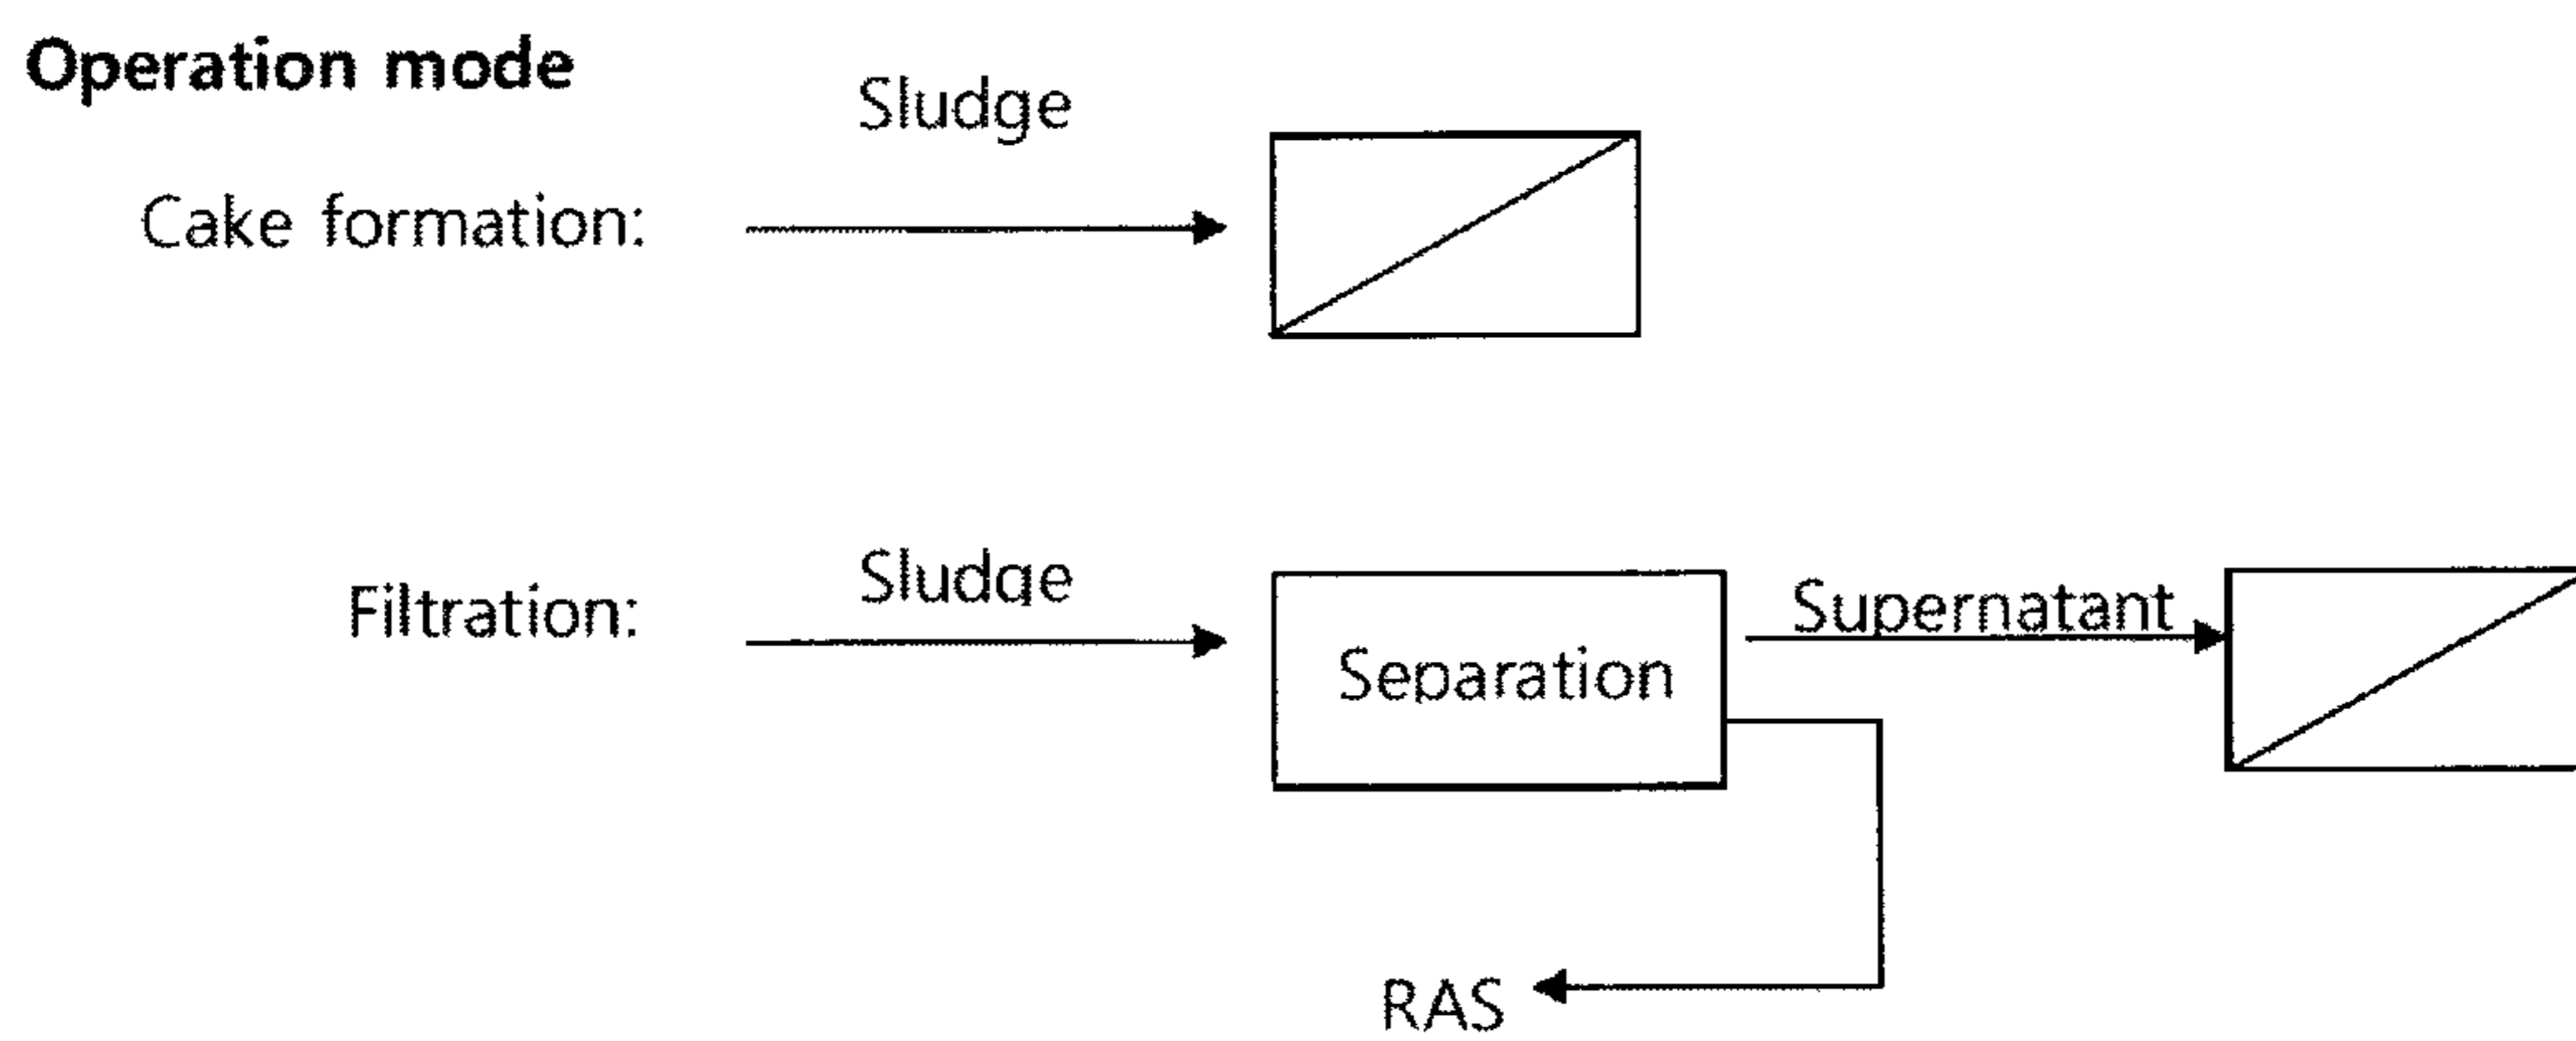 Operation mode
Sludge
Cake formation:
Sludge
Filtration:
Supernatant
Separation
RAS